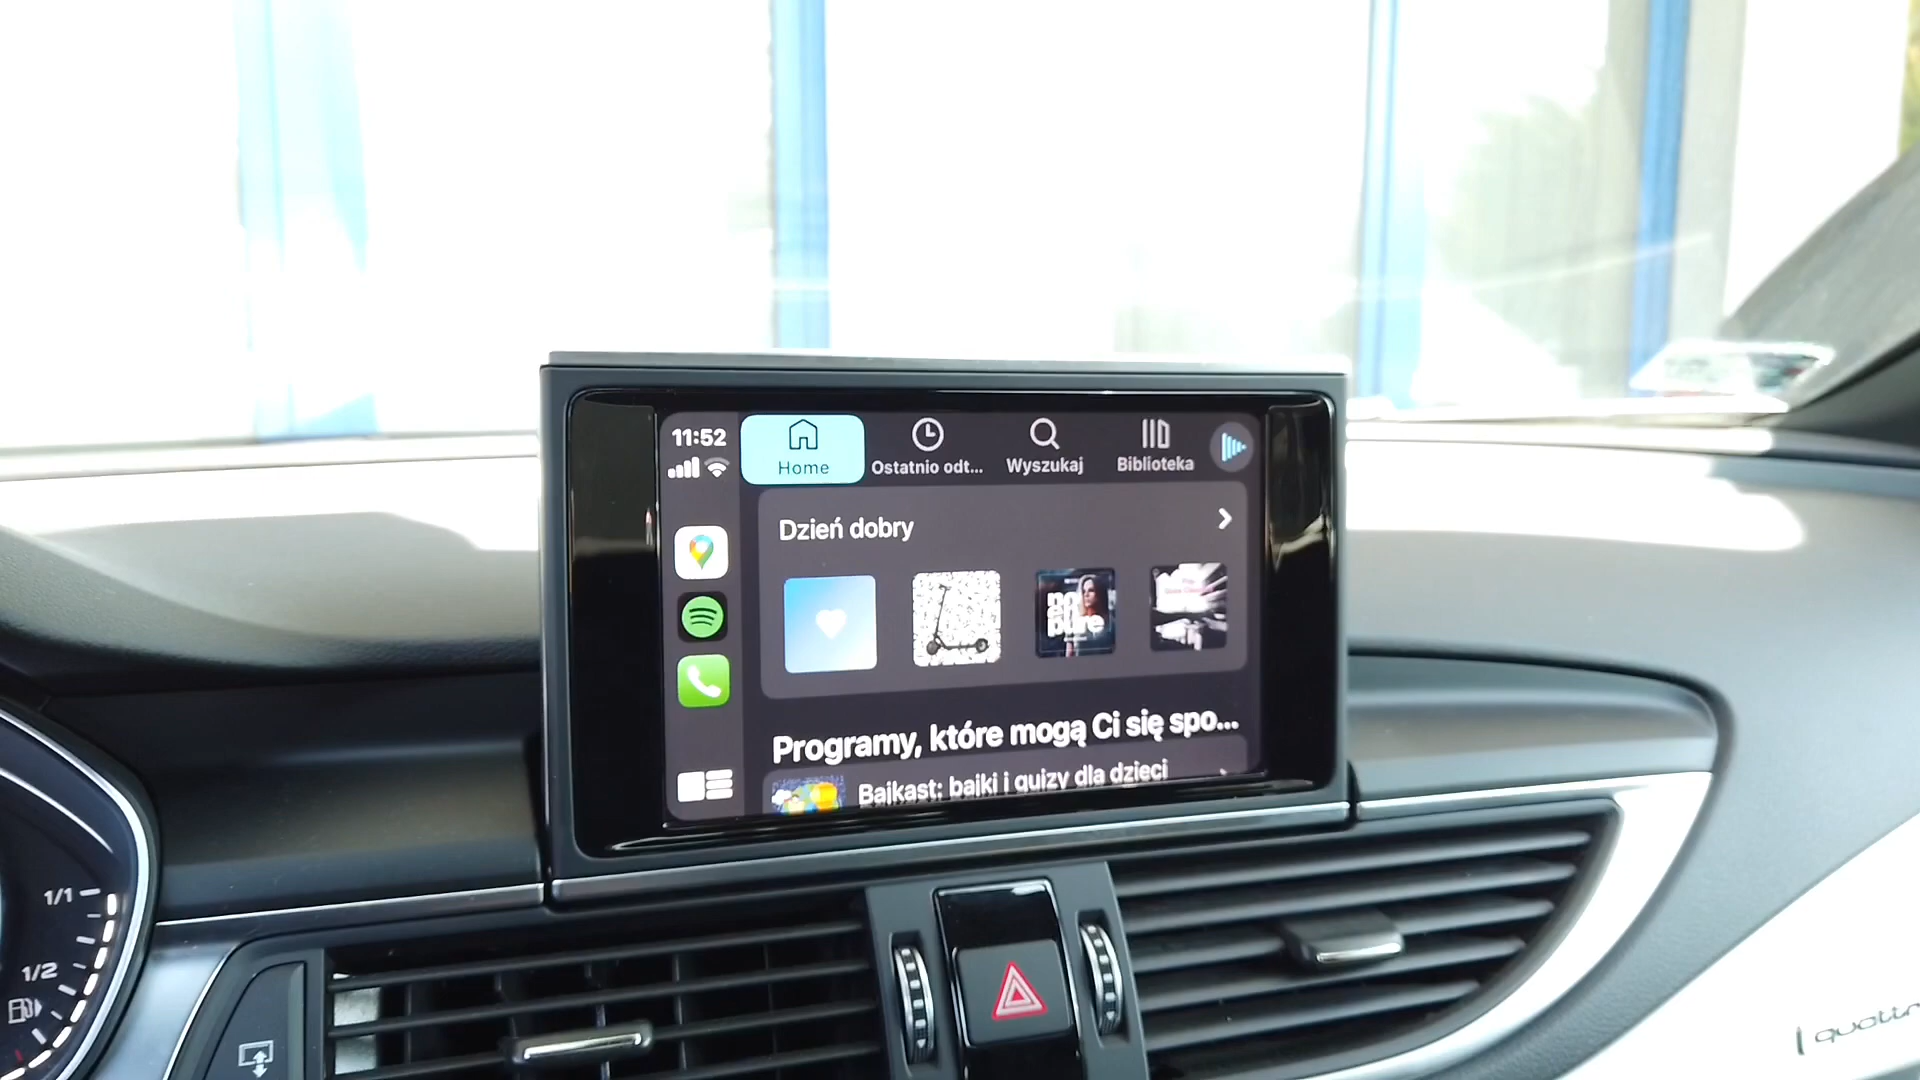 11:52
Home
Ostatnio odt...
Wyszukaj
Biblioteka
Dzień dobry
Programy, które mogą Ci się spo...
Bajkast: bajki i quizy dla dzieci
1/1
1/2
quattr